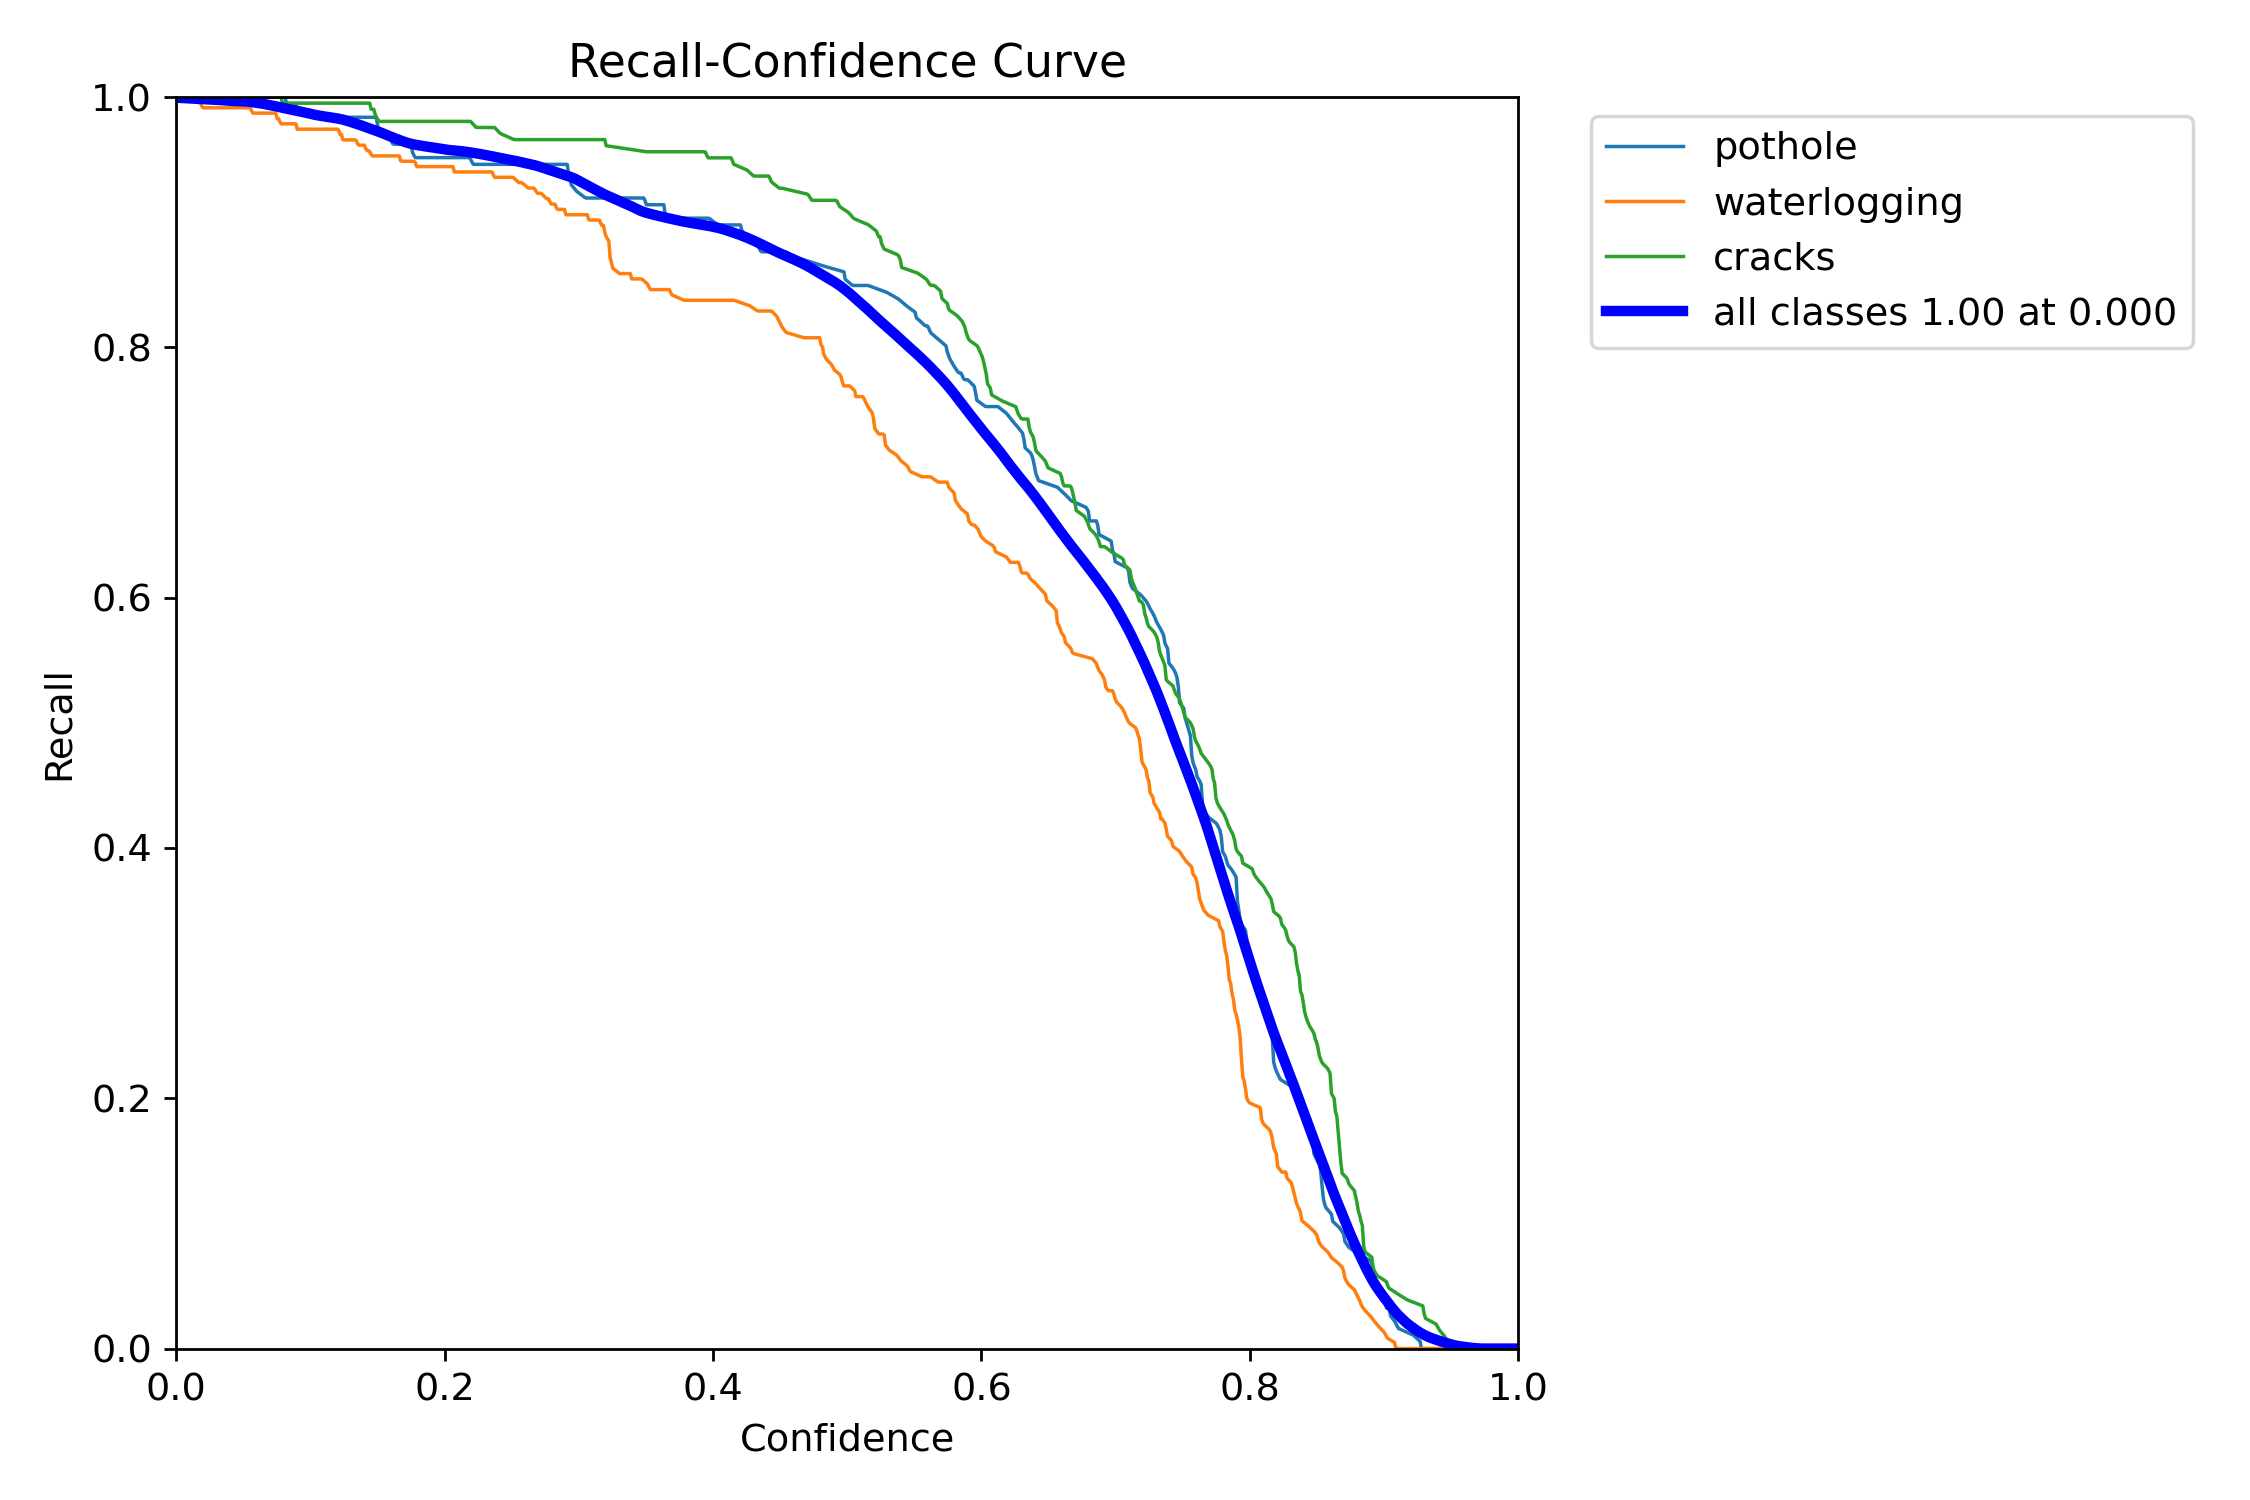 Recall-Confidence Curve
1.0
0.8
0.6
0.4
0.2
0.0
Recall
0.0 0.2 0.4 0.6 0.8 1.0
Confidence
pothole
waterlogging
cracks
all classes 1.00 at 0.000